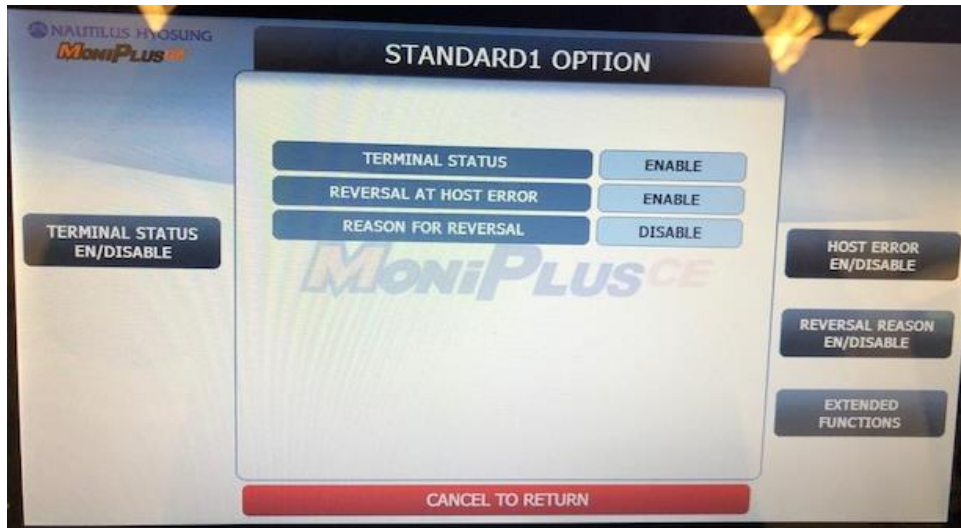 NAUTILUS HYOSUNG
MONiPLUSCE
STANDARD1 OPTION
TERMINAL STATUS ENABLE
REVERSAL AT HOST ERROR ENABLE
REASON FOR REVERSAL DISABLE
TERMINAL STATUS
EN/DISABLE
MONiPLUSCE
HOST ERROR
EN/DISABLE
REVERSAL REASON
EN/DISABLE
EXTENDED
FUNCTIONS
CANCEL TO RETURN